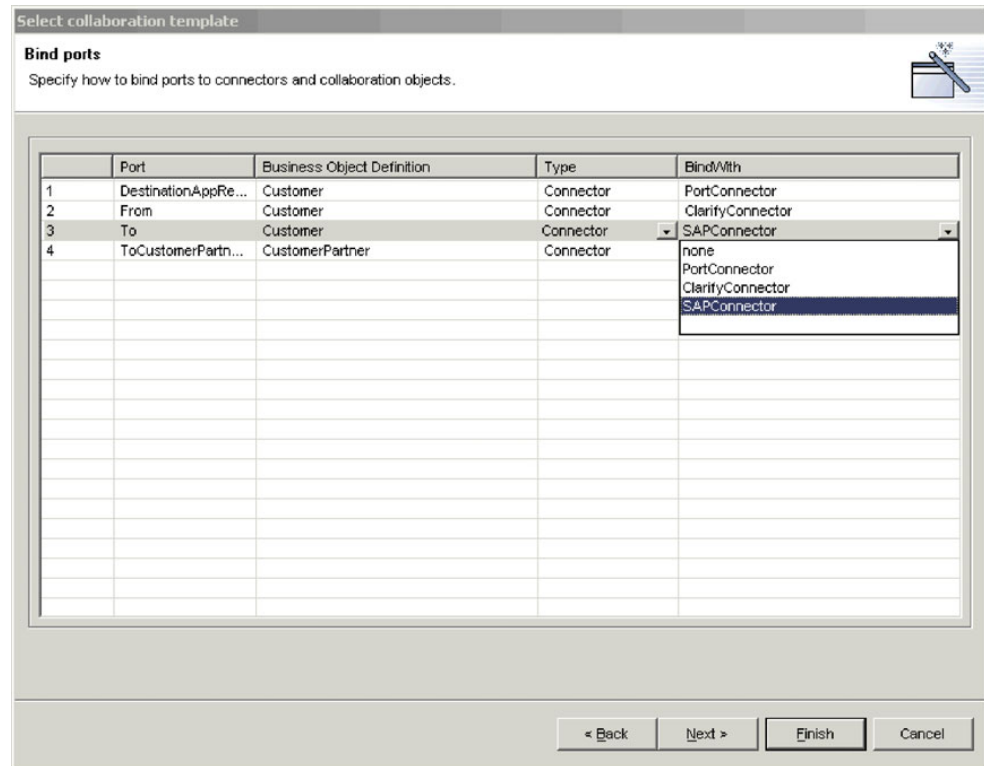 Select collaboration template
Bind ports
Specify how to bind ports to connectors and collaboration objects.
Port Business Object Definition Type BindWith
1 DestinationAppRe... Customer Connector PortConnector
2 From Customer Connector ClarifyConnector
3 To Customer Connector SAPConnector
4 ToCustomerPartn... CustomerPartner Connector
none
PortConnector
ClarifyConnector
SAPConnector
< Back Next > Finish Cancel